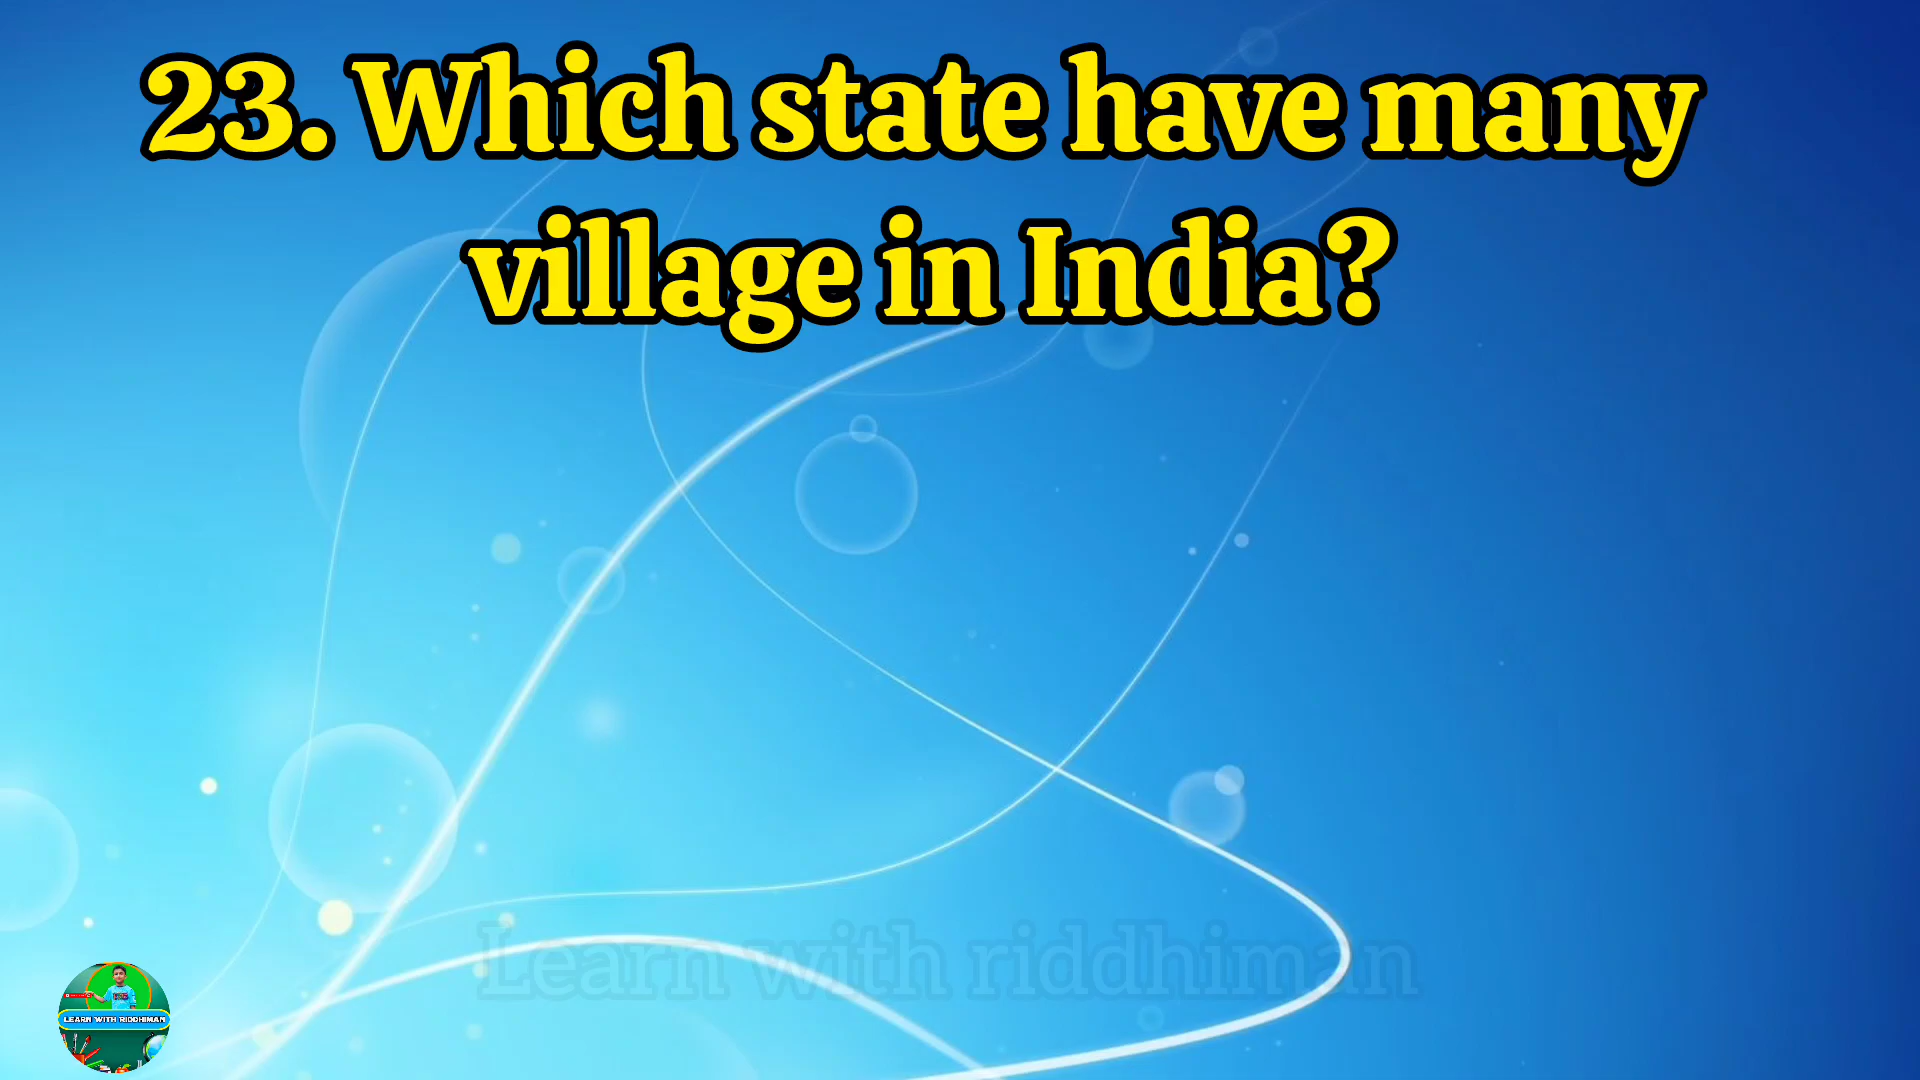 23. Which state have many
village in India?
Learn with riddhiman
LEARN WITH RIDDHIMAN